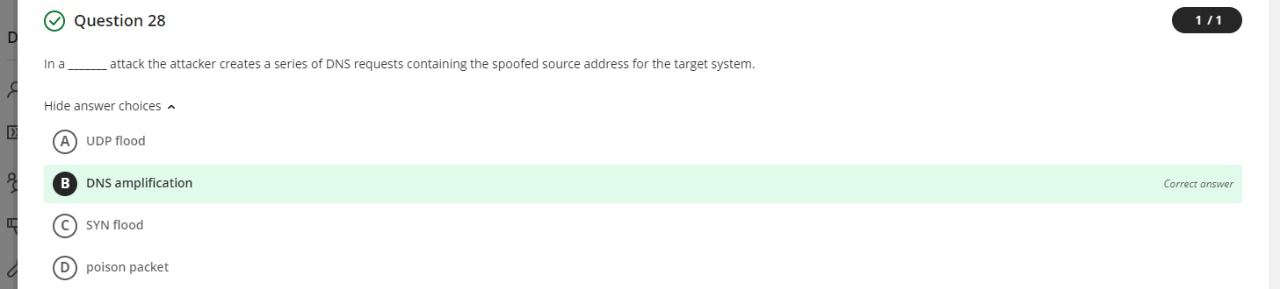 Question 28
1 / 1
In a _______ attack the attacker creates a series of DNS requests containing the spoofed source address for the target system.
Hide answer choices
A UDP flood
B DNS amplification
Correct answer
C SYN flood
D poison packet
D